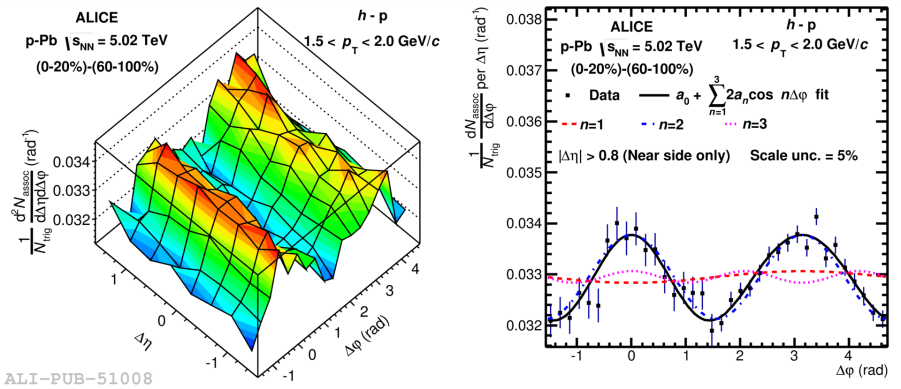 ALICE
h - p
p-Pb √sNN = 5.02 TeV
1.5 < pT < 2.0 GeV/c
(0-20%)-(60-100%)
1/Ntrig d²Nassoc/dΔηdΔφ (rad⁻¹)
0.034
0.033
0.032
1
0
-1
Δη
-1
0
1
2
3
4
Δφ (rad)
ALI-PUB-51008
1/Ntrig dNassoc/dΔφ per Δη (rad⁻¹)
0.038
0.037
0.036
0.035
0.034
0.033
0.032
ALICE
h - p
p-Pb √sNN = 5.02 TeV
1.5 < pT < 2.0 GeV/c
(0-20%)-(60-100%)
Data
a0 + ∑n=1 3 2an cos nΔφ fit
n=1
n=2
n=3
|Δη| > 0.8 (Near side only)
Scale unc. = 5%
-1
0
1
2
3
4
Δφ (rad)